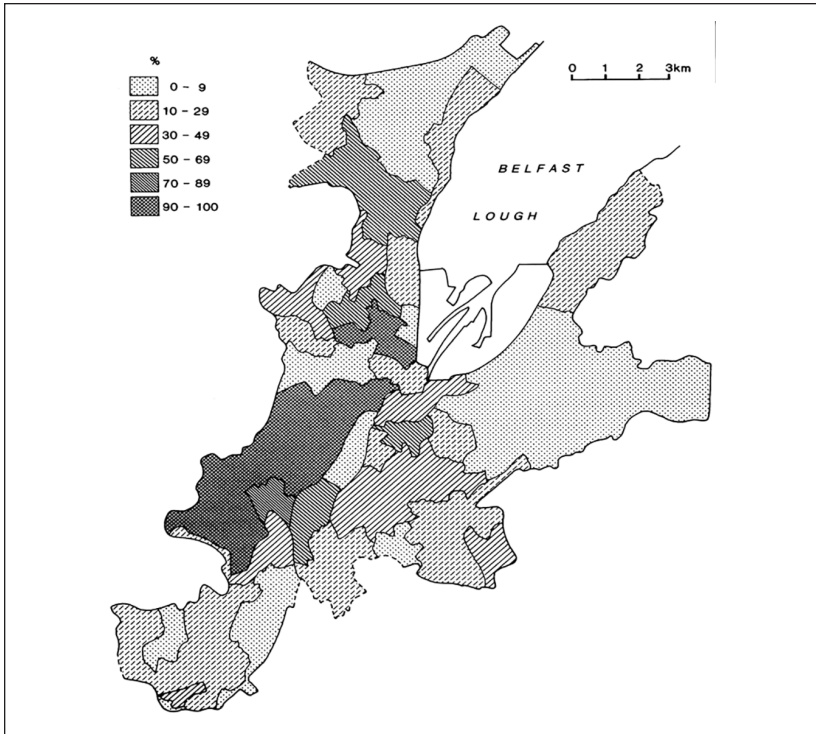 %
0 – 9
10 – 29
30 – 49
50 – 69
70 – 89
90 – 100
0 1 2 3km
BELFAST
LOUGH